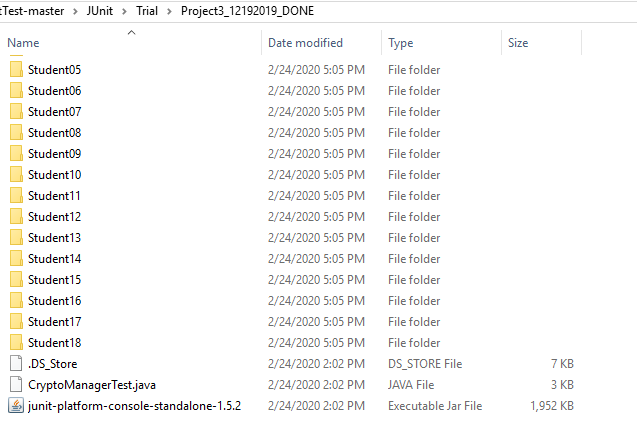 tTest-master > JUnit > Trial > Project3_12192019_DONE
Name Date modified Type Size
Student05 2/24/2020 5:05 PM File folder
Student06 2/24/2020 5:05 PM File folder
Student07 2/24/2020 5:05 PM File folder
Student08 2/24/2020 5:05 PM File folder
Student09 2/24/2020 5:05 PM File folder
Student10 2/24/2020 5:05 PM File folder
Student11 2/24/2020 5:05 PM File folder
Student12 2/24/2020 5:05 PM File folder
Student13 2/24/2020 5:05 PM File folder
Student14 2/24/2020 5:05 PM File folder
Student15 2/24/2020 5:05 PM File folder
Student16 2/24/2020 5:05 PM File folder
Student17 2/24/2020 5:05 PM File folder
Student18 2/24/2020 5:05 PM File folder
.DS_Store 2/24/2020 2:02 PM DS_STORE File 7 KB
CryptoManagerTest.java 2/24/2020 2:02 PM JAVA File 3 KB
junit-platform-console-standalone-1.5.2 2/24/2020 2:02 PM Executable Jar File 1,952 KB